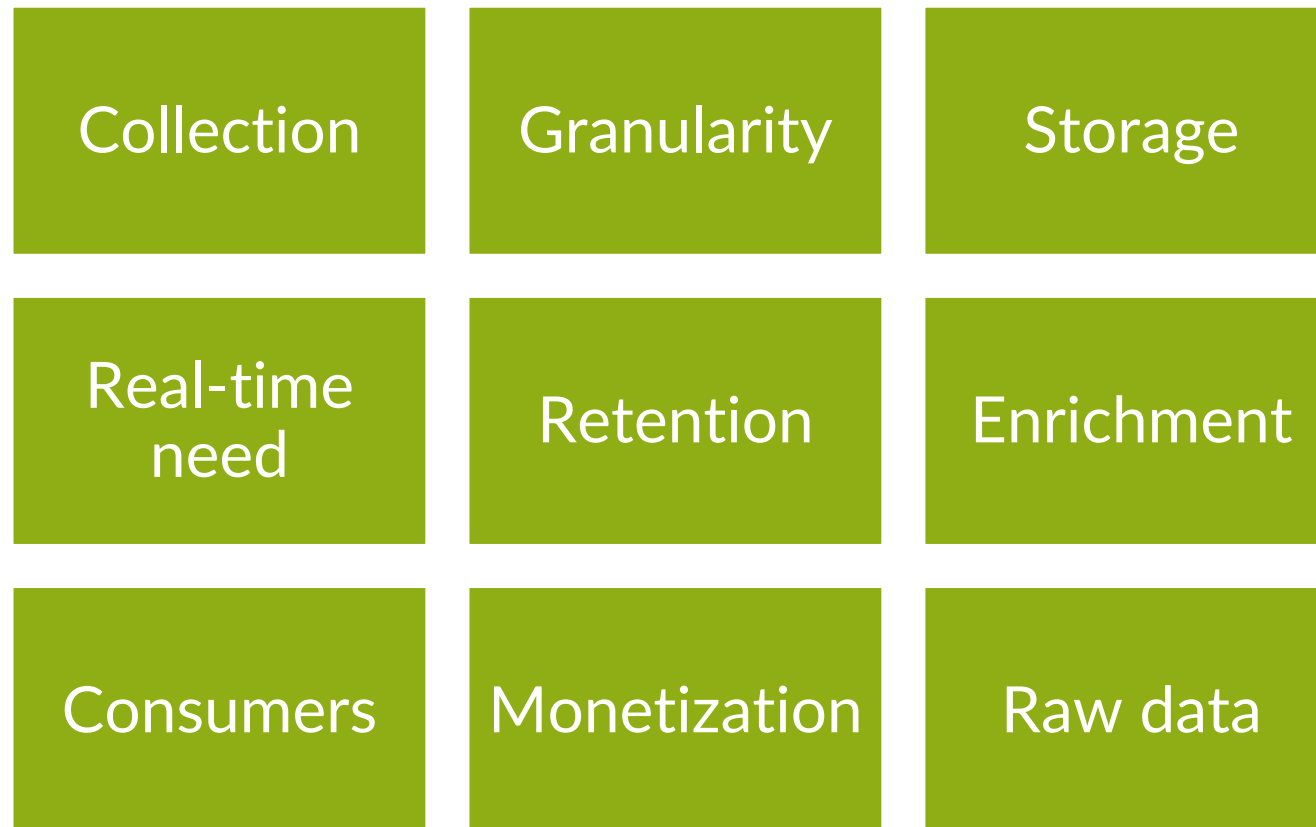 Collection
Granularity
Storage
Real-time
need
Retention
Enrichment
Consumers
Monetization
Raw data